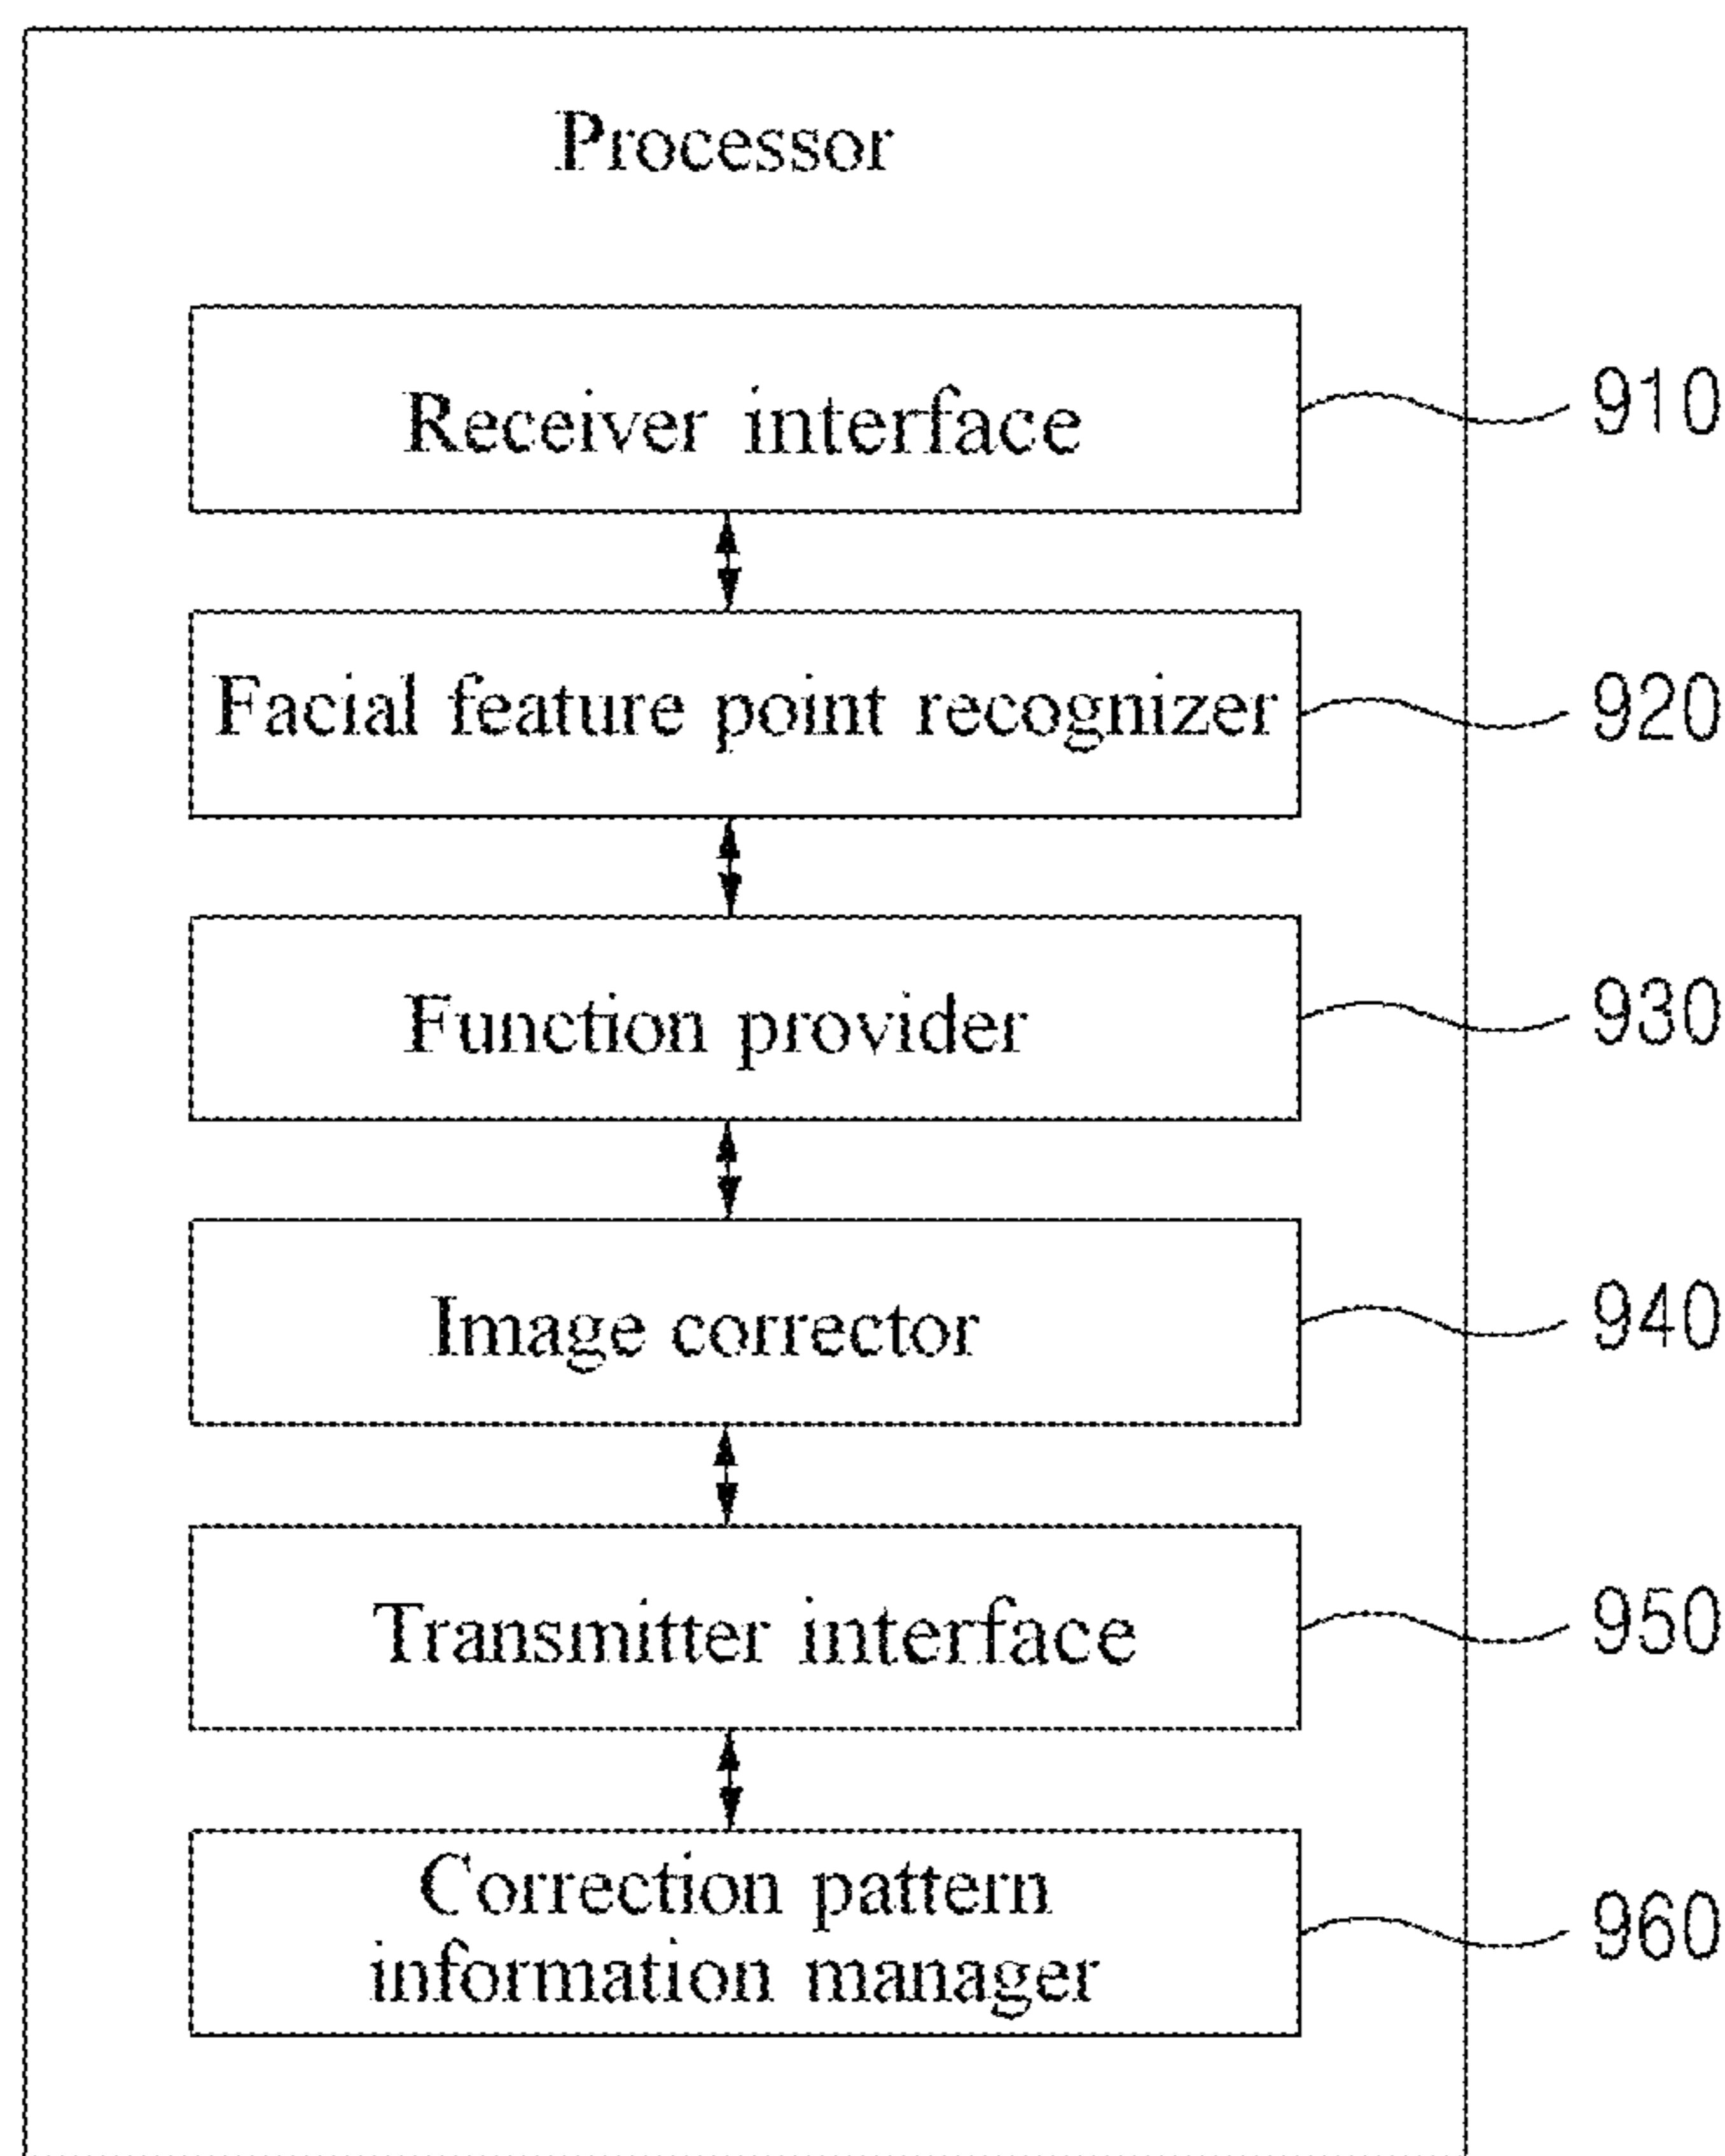 Processor
Receiver interface 910
Facial feature point recognizer 920
Function provider 930
Image corrector 940
Transmitter interface 950
Correction pattern
information manager 960